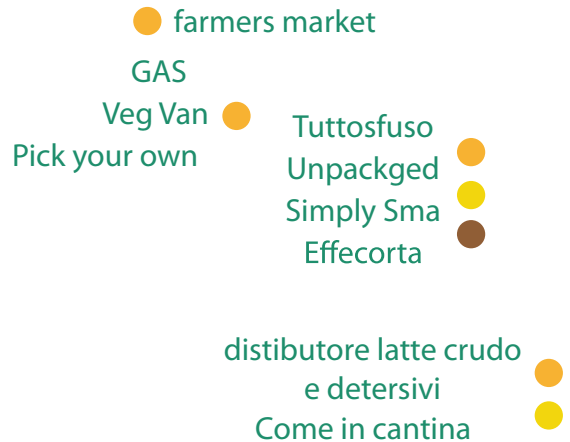 farmers market
GAS
Veg Van
Pick your own
Tuttosfuso
Unpackged
Simply Sma
Effecorta
distibutore latte crudo
e detersivi
Come in cantina